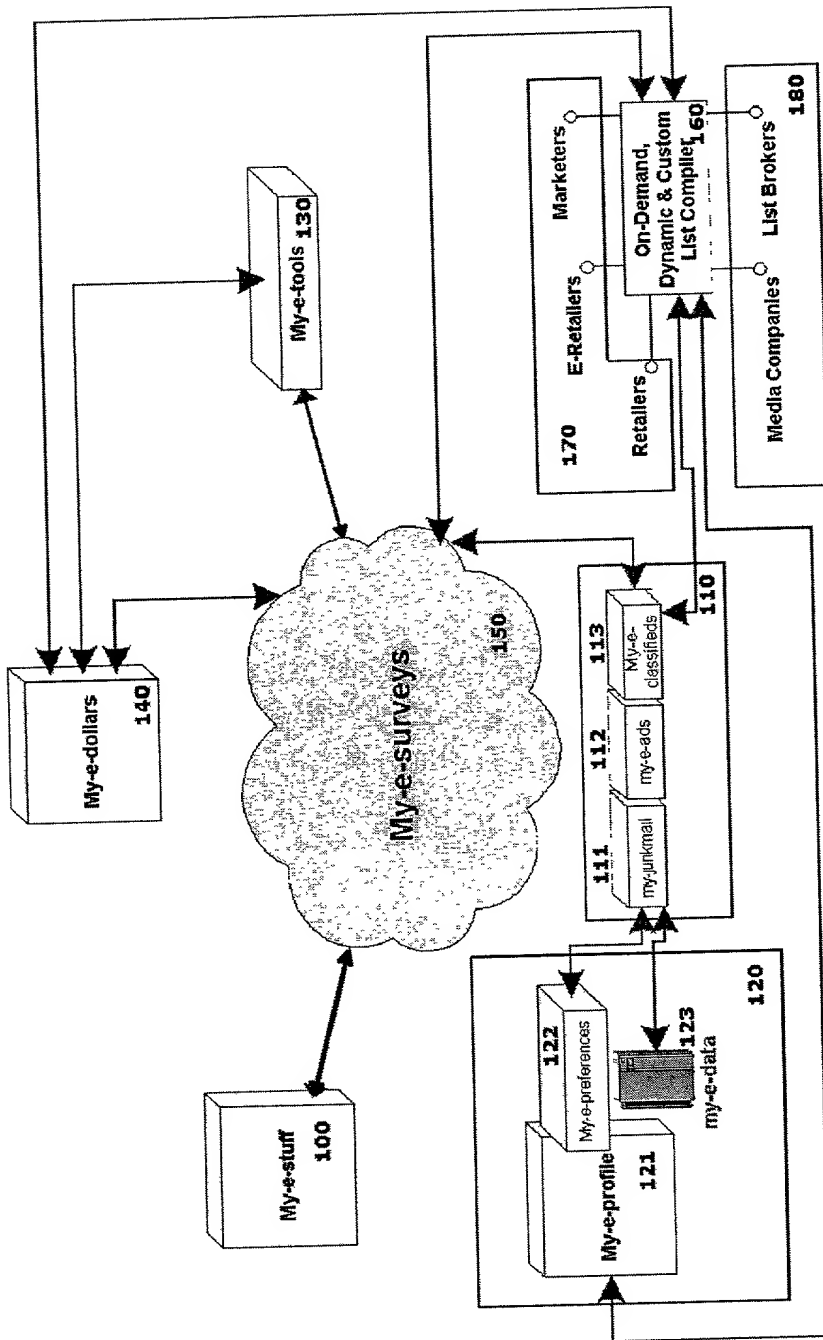 My-e-dollars
140
My-e-tools
130
My-e-stuff
100
My-e-surveys
150
Marketers
E-Retailers
Retailers
170
On-Demand,
Dynamic & Custom
List Compiler
160
List Brokers
Media Companies
180
111
112
113
my-junkmail
my-e-ads
My-e-
classifieds
110
My-e-profile
121
122
My-e-preferences
123
my-e-data
120